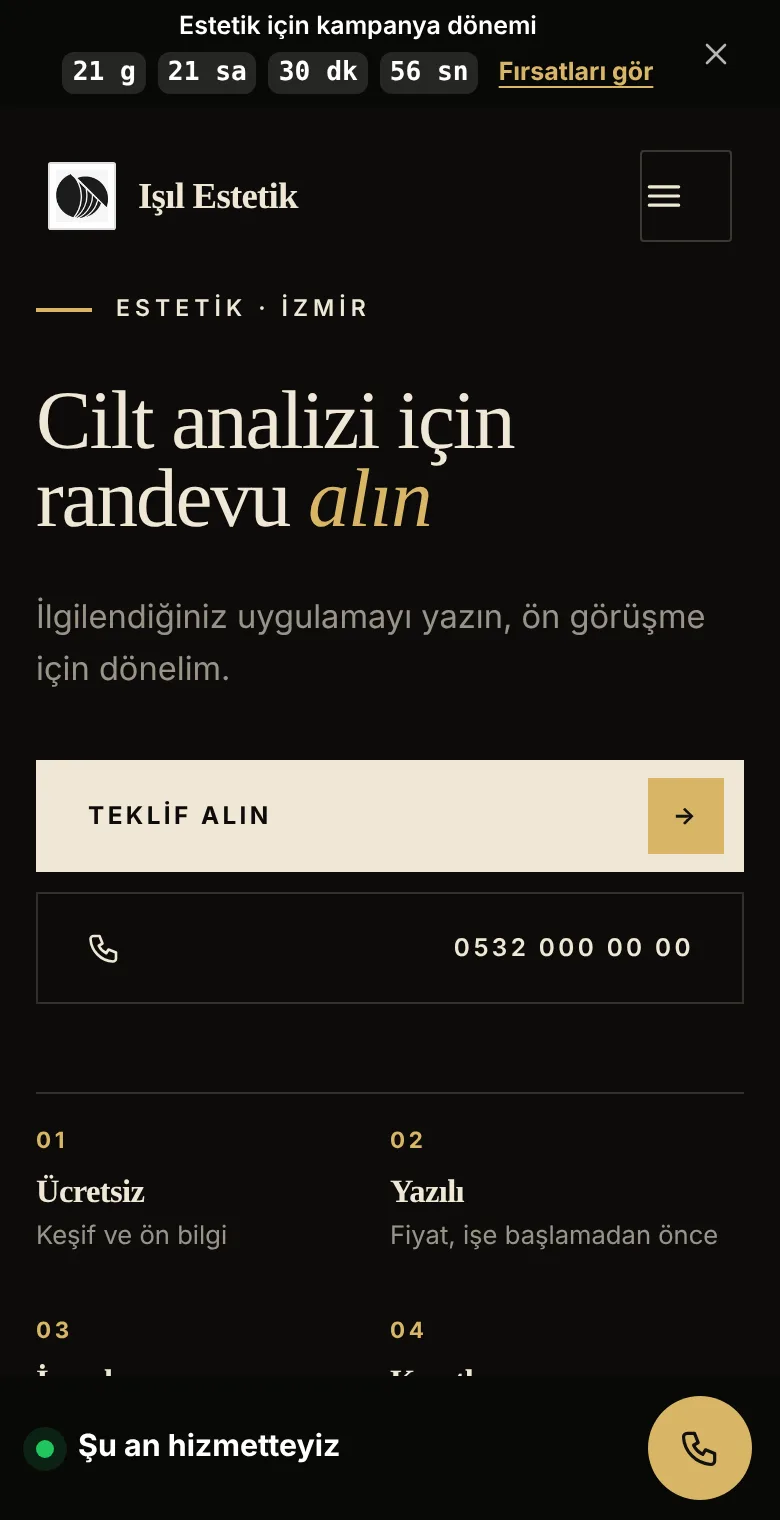 Estetik için kampanya dönemi
21 g 21 sa 30 dk 56 sn Fırsatları gör
Işıl Estetik
ESTETİK · İZMİR
Cilt analizi için
randevu alın
İlgilendiğiniz uygulamayı yazın, ön görüşme
için dönelim.
TEKLİF ALIN
0532 000 00 00
01
Ücretsiz
Keşif ve ön bilgi
02
Yazılı
Fiyat, işe başlamadan önce
03
04
Şu an hizmetteyiz